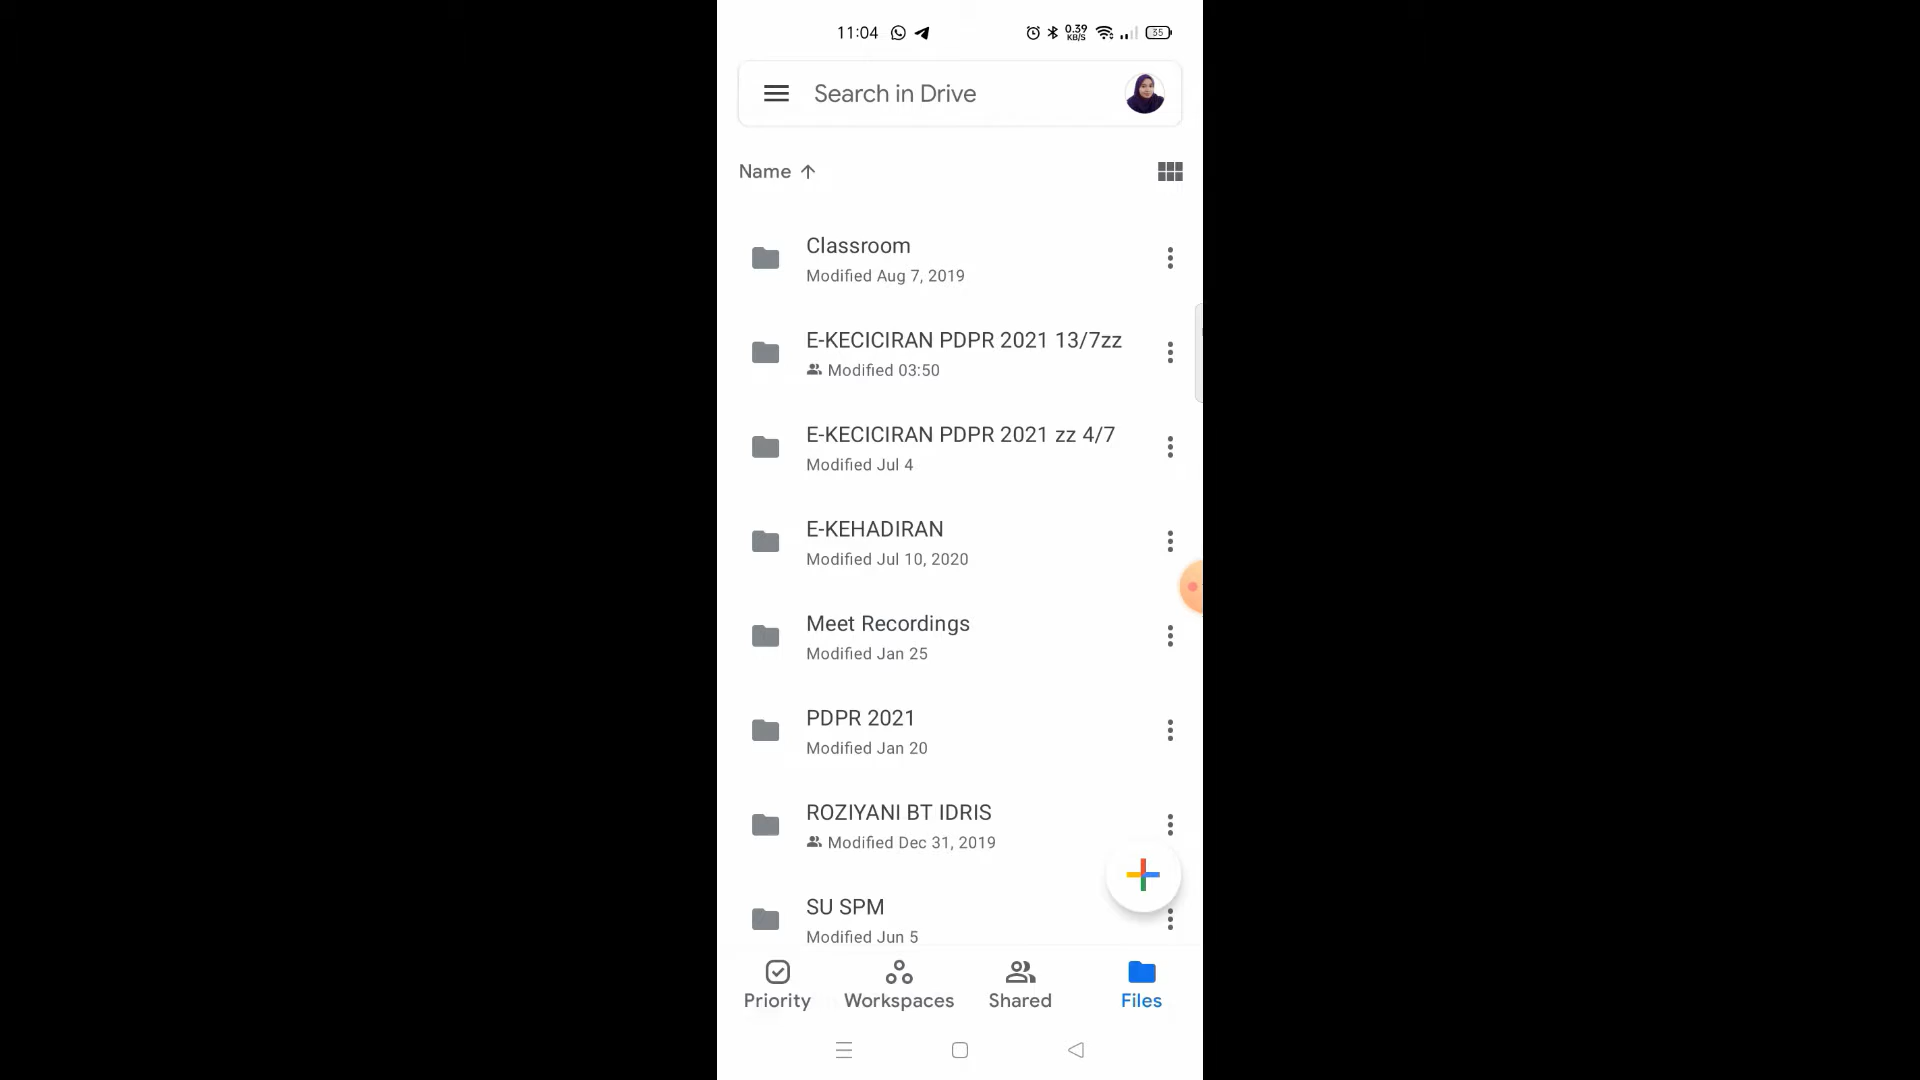 11:04 0.39 KB/S 35
Search in Drive
Name
Classroom
Modified Aug 7, 2019
E-KECICIRAN PDPR 2021 13/7zz
Modified 03:50
E-KECICIRAN PDPR 2021 zz 4/7
Modified Jul 4
E-KEHADIRAN
Modified Jul 10, 2020
Meet Recordings
Modified Jan 25
PDPR 2021
Modified Jan 20
ROZIYANI BT IDRIS
Modified Dec 31, 2019
SU SPM
Modified Jun 5
Priority Workspaces Shared Files